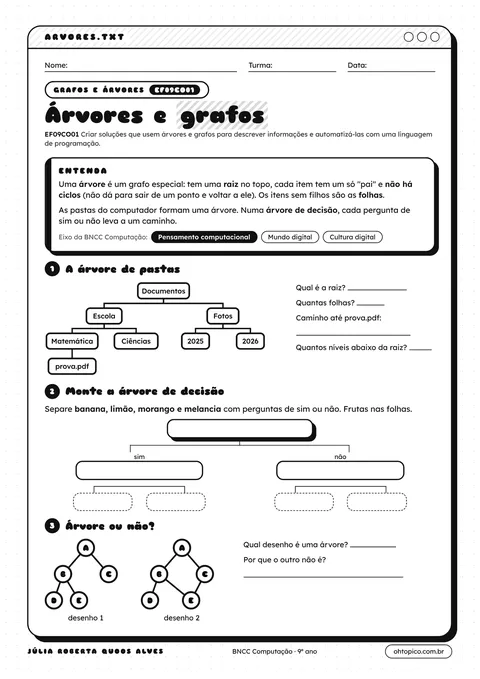 ARVORES.TXT
Nome: Turma: Data:
GRAFOS E ÁRVORES EF09CO01
Árvores e grafos
EF09CO01 Criar soluções que usem árvores e grafos para descrever informações e automatizá-las com uma linguagem
de programação.
ENTENDA
Uma árvore é um grafo especial: tem uma raiz no topo, cada item tem um só "pai" e não há
ciclos (não dá para sair de um ponto e voltar a ele). Os itens sem filhos são as folhas.
As pastas do computador formam uma árvore. Numa árvore de decisão, cada pergunta de
sim ou não leva a um caminho.
Eixo da BNCC Computação: Pensamento computacional Mundo digital Cultura digital
1 A árvore de pastas
Documentos
Escola Fotos
Matemática Ciências 2025 2026
prova.pdf
Qual é a raiz?
Quantas folhas?
Caminho até prova.pdf:
Quantos níveis abaixo da raiz?
2 Monte a árvore de decisão
Separe banana, limão, morango e melancia com perguntas de sim ou não. Frutas nas folhas.
sim não
3 Árvore ou não?
A
B C
D E
desenho 1
A
B C
D E
desenho 2
Qual desenho é uma árvore?
Por que o outro não é?
JÚLIA ROBERTA QUOOS ALVES BNCC Computação · 9º ano ohtopico.com.br